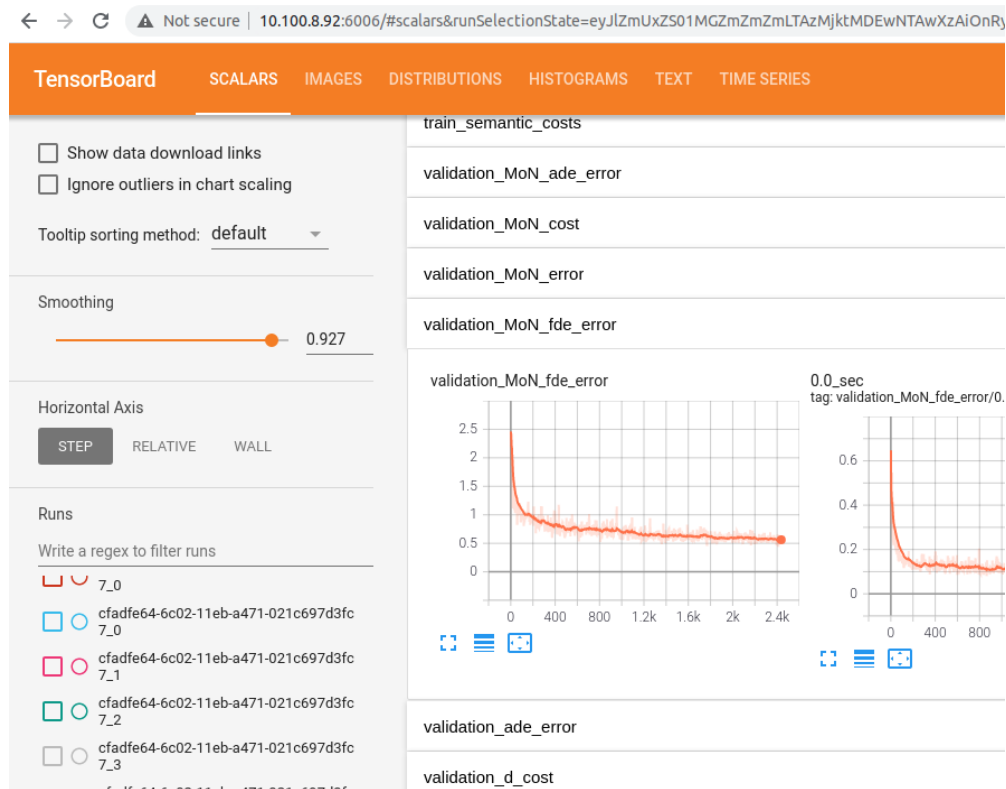 Not secure | 10.100.8.92:6006/#scalars&runSelectionState=eyJlZmUxZS01MGZmZmZmLTAzMjktMDEwNTAwXzAiOnRy
TensorBoard SCALARS IMAGES DISTRIBUTIONS HISTOGRAMS TEXT TIME SERIES
Show data download links
Ignore outliers in chart scaling
Tooltip sorting method: default
Smoothing
0.927
Horizontal Axis
STEP RELATIVE WALL
Runs
Write a regex to filter runs
7_0
cfadfe64-6c02-11eb-a471-021c697d3fc
7_0
cfadfe64-6c02-11eb-a471-021c697d3fc
7_1
cfadfe64-6c02-11eb-a471-021c697d3fc
7_2
cfadfe64-6c02-11eb-a471-021c697d3fc
7_3
train_semantic_costs
validation_MoN_ade_error
validation_MoN_cost
validation_MoN_error
validation_MoN_fde_error
validation_MoN_fde_error
2.5
2
1.5
1
0.5
0
0 400 800 1.2k 1.6k 2k 2.4k
0.0_sec
tag: validation_MoN_fde_error/0.
0.6
0.4
0.2
0
0 400 800
validation_ade_error
validation_d_cost